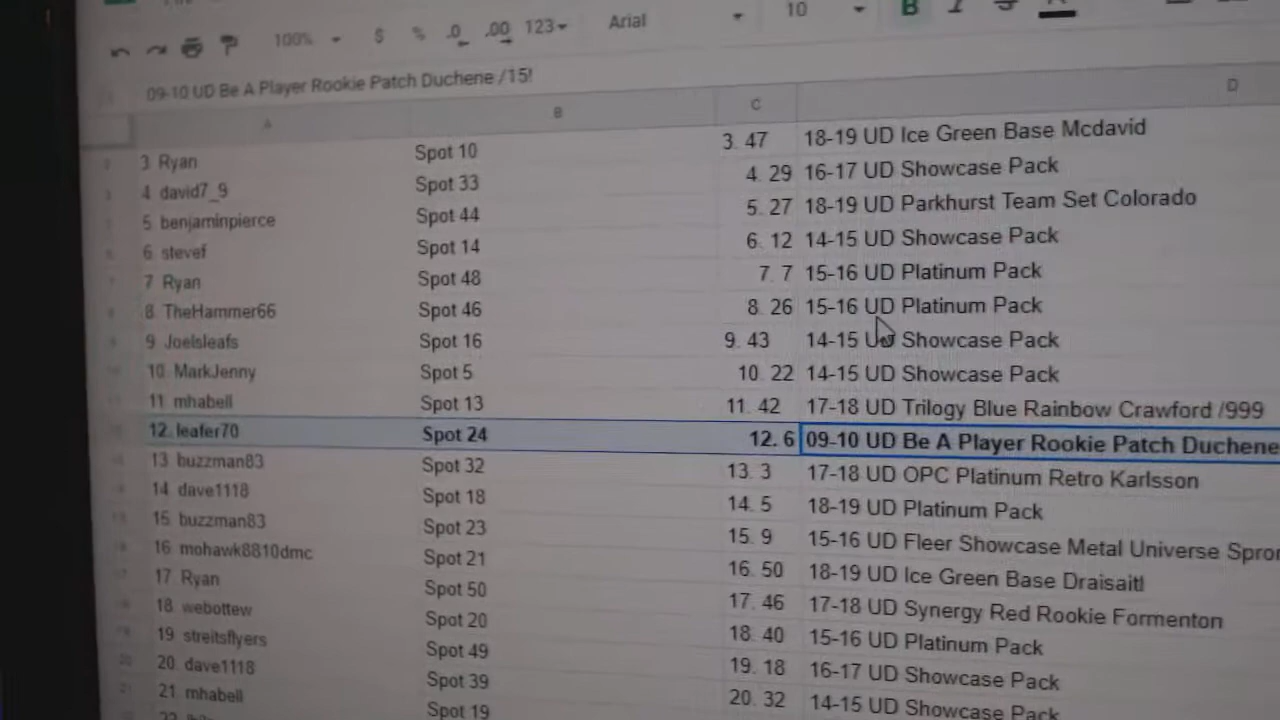 100% $ % .0 .00 123 Arial 10 B I S A
09-10 UD Be A Player Rookie Patch Duchene /15!
A B C D
3 Ryan Spot 10 3. 47 18-19 UD Ice Green Base Mcdavid
4 david7_9 Spot 33 4. 29 16-17 UD Showcase Pack
5 benjaminpierce Spot 44 5. 27 18-19 UD Parkhurst Team Set Colorado
6 stevef Spot 14 6. 12 14-15 UD Showcase Pack
7 Ryan Spot 48 7. 7 15-16 UD Platinum Pack
8 TheHammer66 Spot 46 8. 26 15-16 UD Platinum Pack
9 Joelsleafs Spot 16 9. 43 14-15 UD Showcase Pack
10. MarkJenny Spot 5 10. 22 14-15 UD Showcase Pack
11 mhabell Spot 13 11. 42 17-18 UD Trilogy Blue Rainbow Crawford /999
12. leafer70 Spot 24 12. 6 09-10 UD Be A Player Rookie Patch Duchene
13 buzzman83 Spot 32 13. 3 17-18 UD OPC Platinum Retro Karlsson
14 dave1118 Spot 18 14. 5 18-19 UD Platinum Pack
15 buzzman83 Spot 23 15. 9 15-16 UD Fleer Showcase Metal Universe Spron
16 mohawk8810dmc Spot 21 16. 50 18-19 UD Ice Green Base Draisaitl
17 Ryan Spot 50 17. 46 17-18 UD Synergy Red Rookie Formenton
18 webottew Spot 20 18. 40 15-16 UD Platinum Pack
19 streitsflyers Spot 49 19. 18 16-17 UD Showcase Pack
20. dave1118 Spot 39 20. 32 14-15 UD Showcase Pack
21. mhabell Spot 19